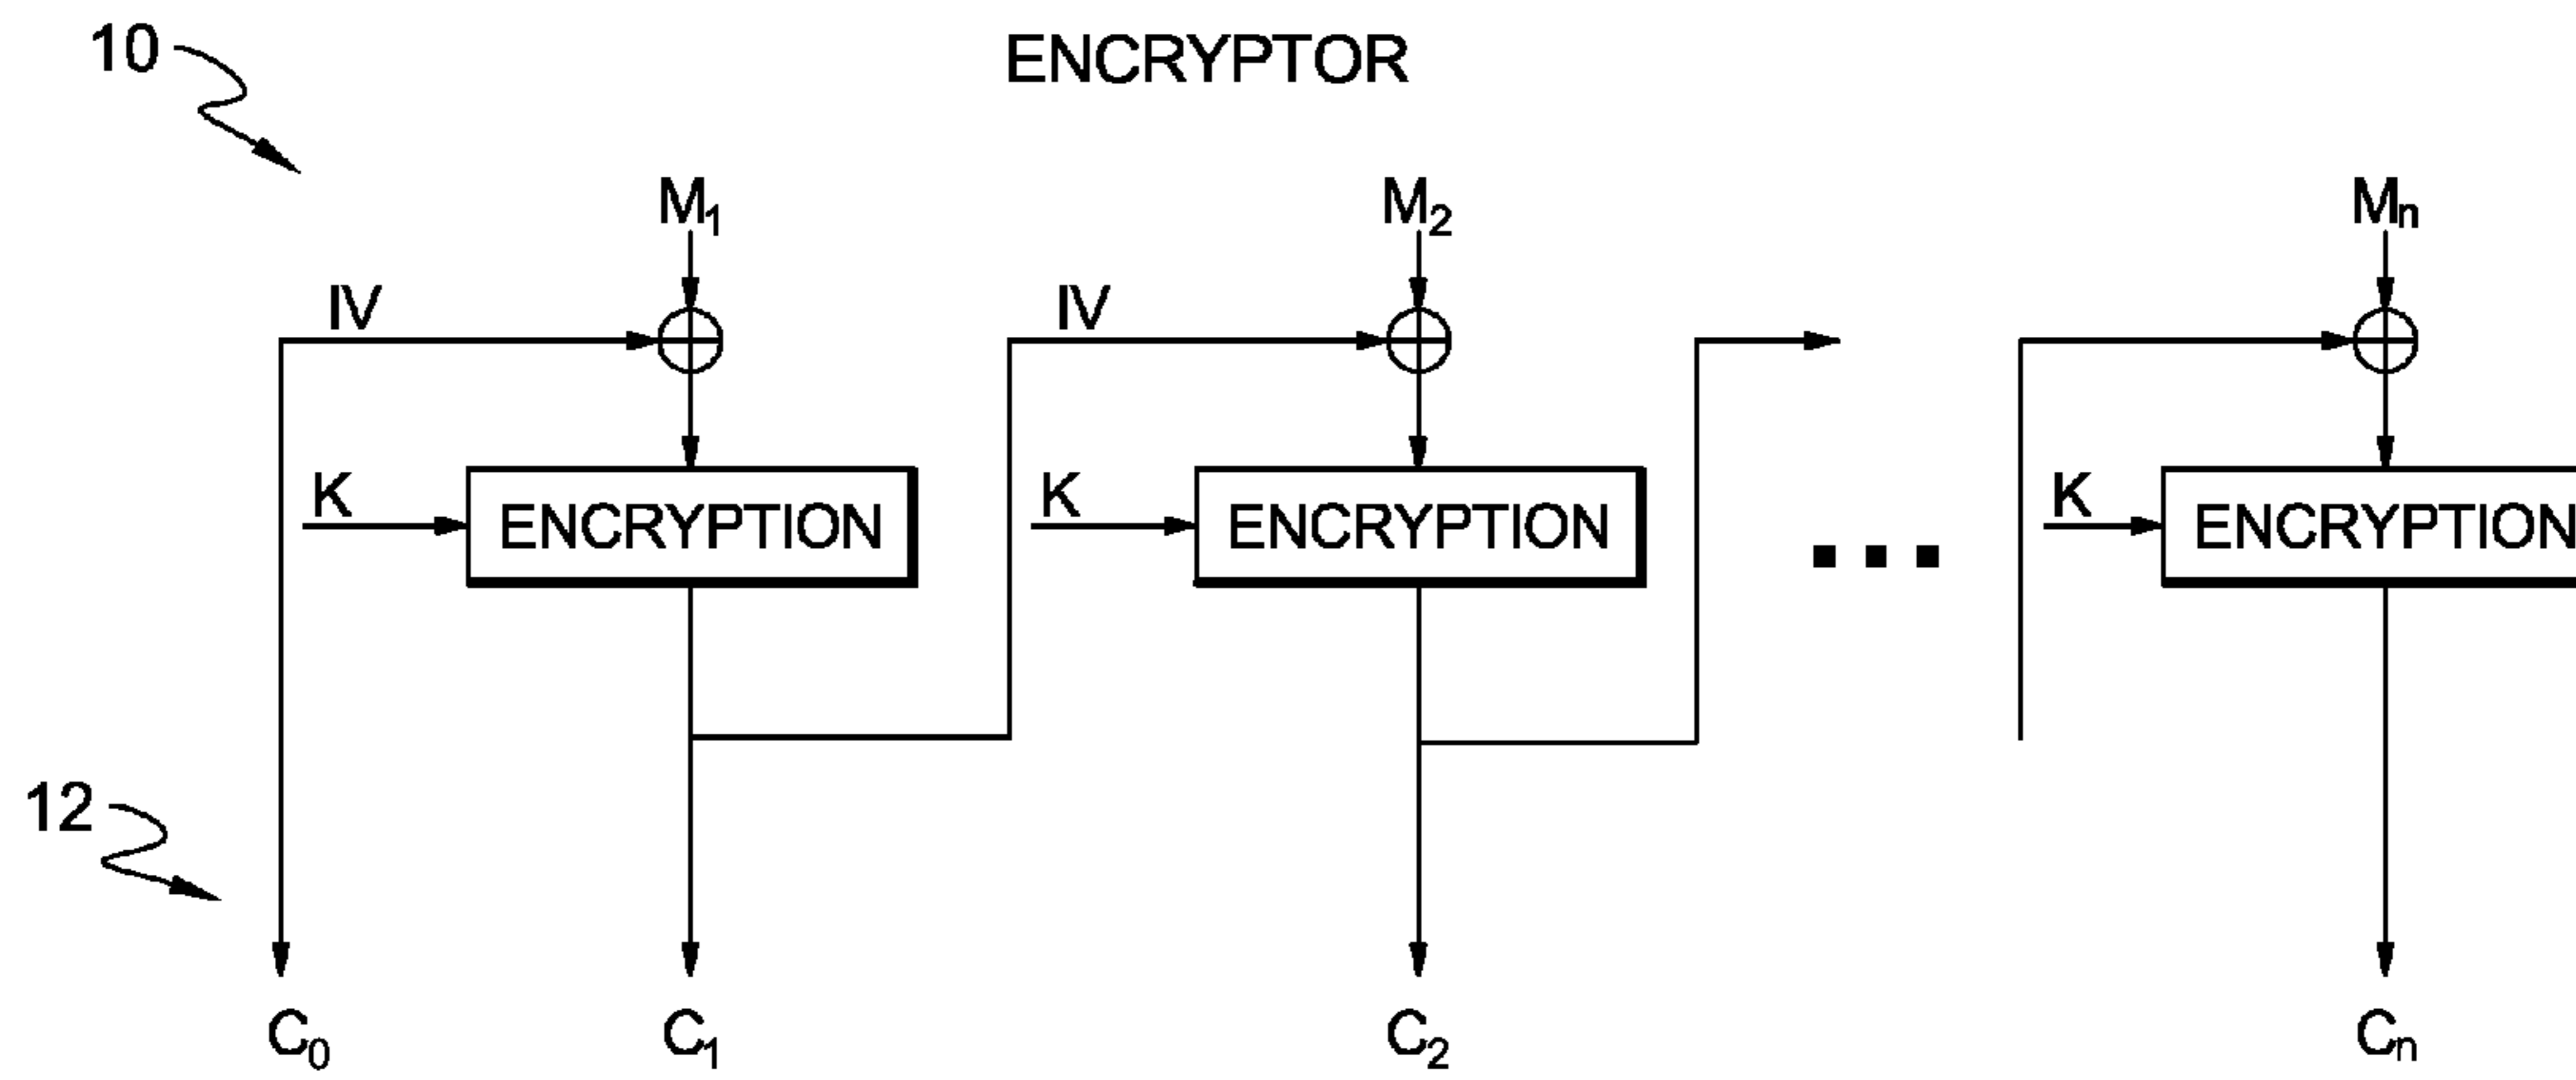 10
ENCRYPTOR
M₁ M₂ Mₙ
IV IV
K K K
ENCRYPTION ENCRYPTION ENCRYPTION
12
C₀ C₁ C₂ Cₙ